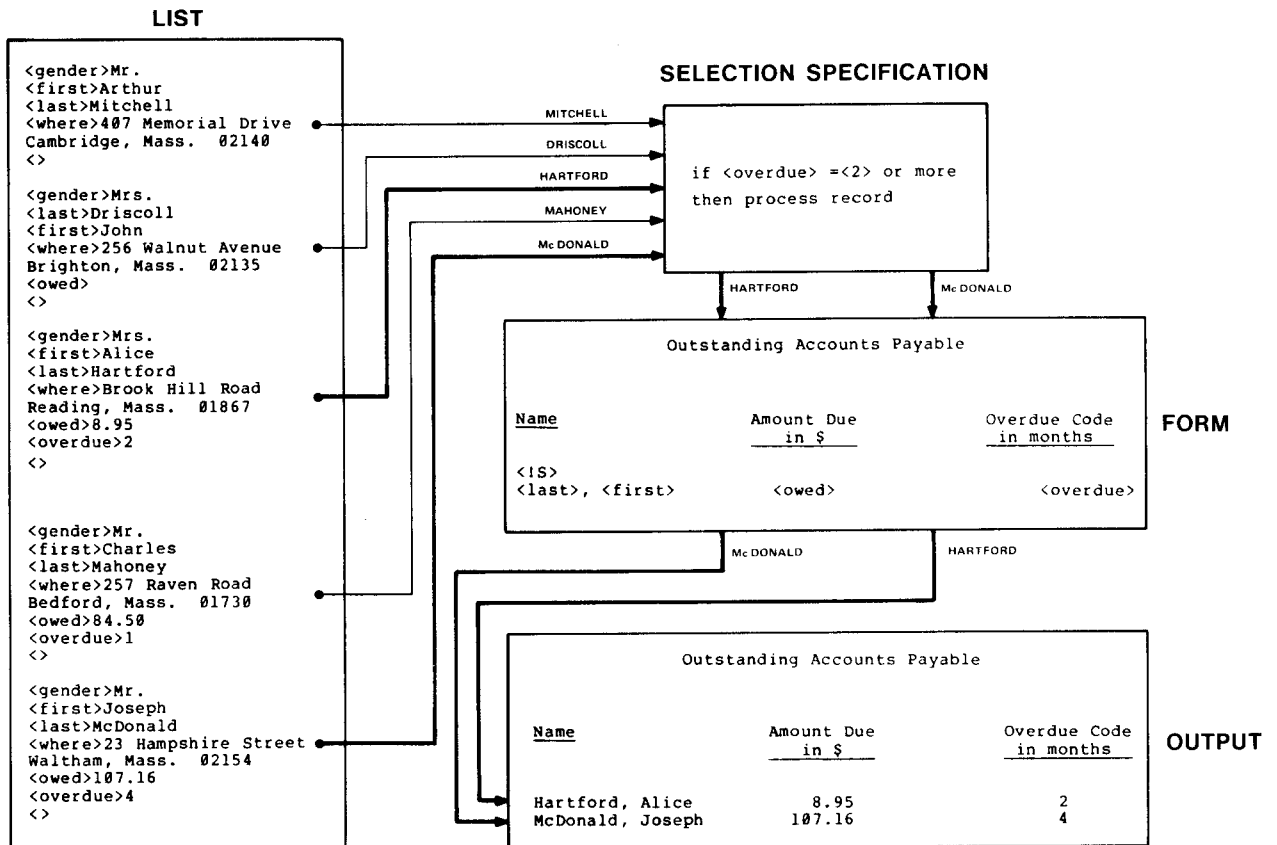 LIST
<gender>Mr.
<first>Arthur
<last>Mitchell
<where>407 Memorial Drive
Cambridge, Mass. 02140
<>
<gender>Mrs.
<last>Driscoll
<first>John
<where>256 Walnut Avenue
Brighton, Mass. 02135
<owed>
<>
<gender>Mrs.
<first>Alice
<last>Hartford
<where>Brook Hill Road
Reading, Mass. 01867
<owed>8.95
<overdue>2
<>
<gender>Mr.
<first>Charles
<last>Mahoney
<where>257 Raven Road
Bedford, Mass. 01730
<owed>84.50
<overdue>1
<>
<gender>Mr.
<first>Joseph
<last>McDonald
<where>23 Hampshire Street
Waltham, Mass. 02154
<owed>107.16
<overdue>4
<>
MITCHELL
DRISCOLL
HARTFORD
MAHONEY
McDONALD
SELECTION SPECIFICATION
if <overdue> =<2> or more
then process record
HARTFORD McDONALD
Outstanding Accounts Payable
Name Amount Due Overdue Code
in $ in months
<!S>
<last>, <first> <owed> <overdue>
FORM
McDONALD HARTFORD
Outstanding Accounts Payable
Name Amount Due Overdue Code
in $ in months
Hartford, Alice 8.95 2
McDonald, Joseph 107.16 4
OUTPUT